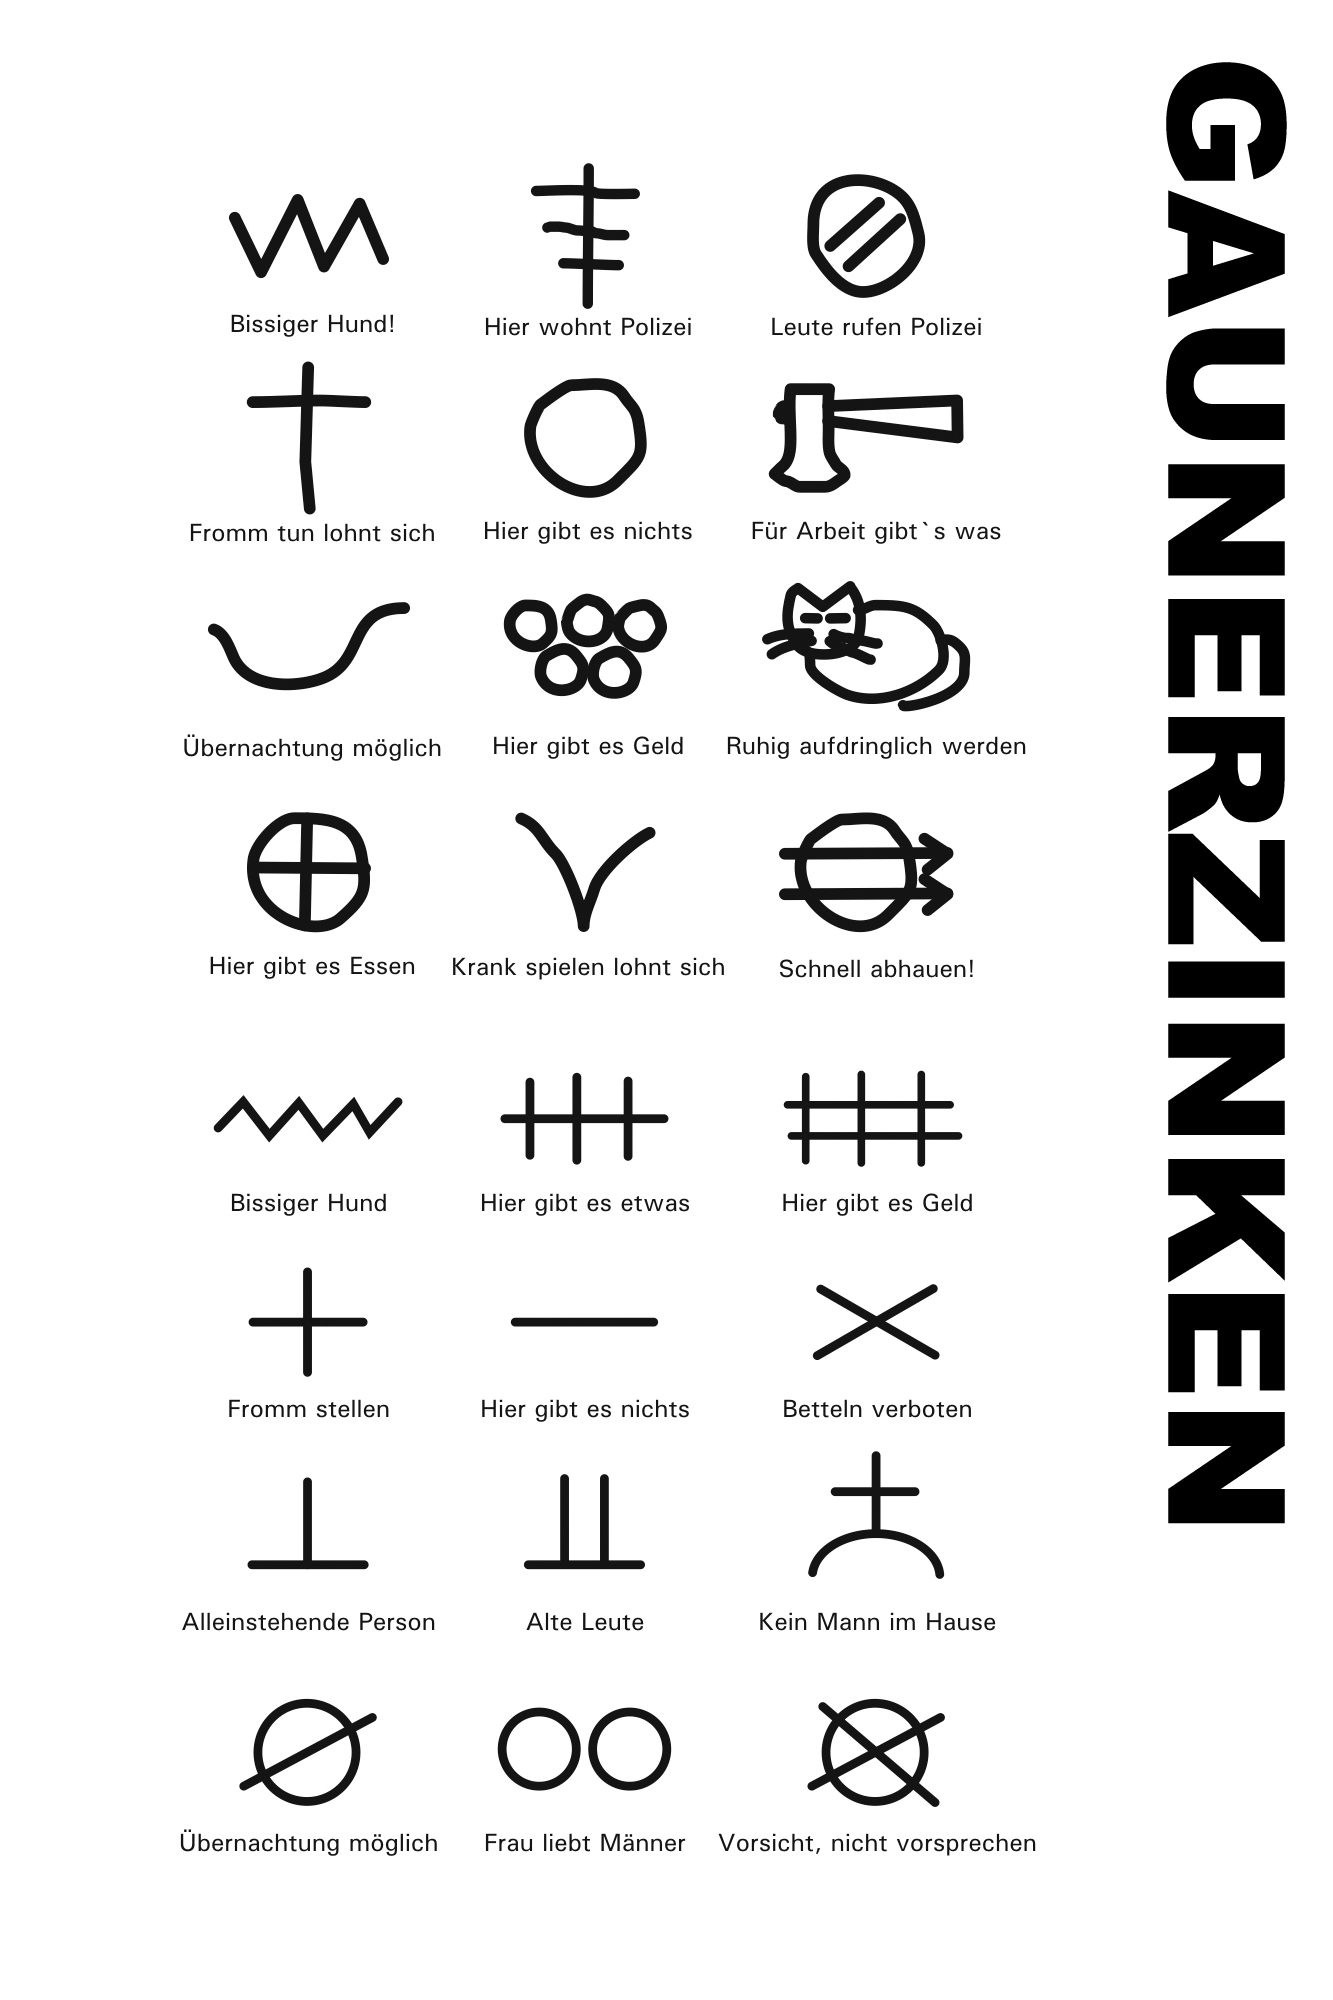 GAUNERZINKEN
Bissiger Hund!
Hier wohnt Polizei
Leute rufen Polizei
Fromm tun lohnt sich
Hier gibt es nichts
Für Arbeit gibt`s was
Übernachtung möglich
Hier gibt es Geld
Ruhig aufdringlich werden
Hier gibt es Essen
Krank spielen lohnt sich
Schnell abhauen!
Bissiger Hund
Hier gibt es etwas
Hier gibt es Geld
Fromm stellen
Hier gibt es nichts
Betteln verboten
Alleinstehende Person
Alte Leute
Kein Mann im Hause
Übernachtung möglich
Frau liebt Männer
Vorsicht, nicht vorsprechen